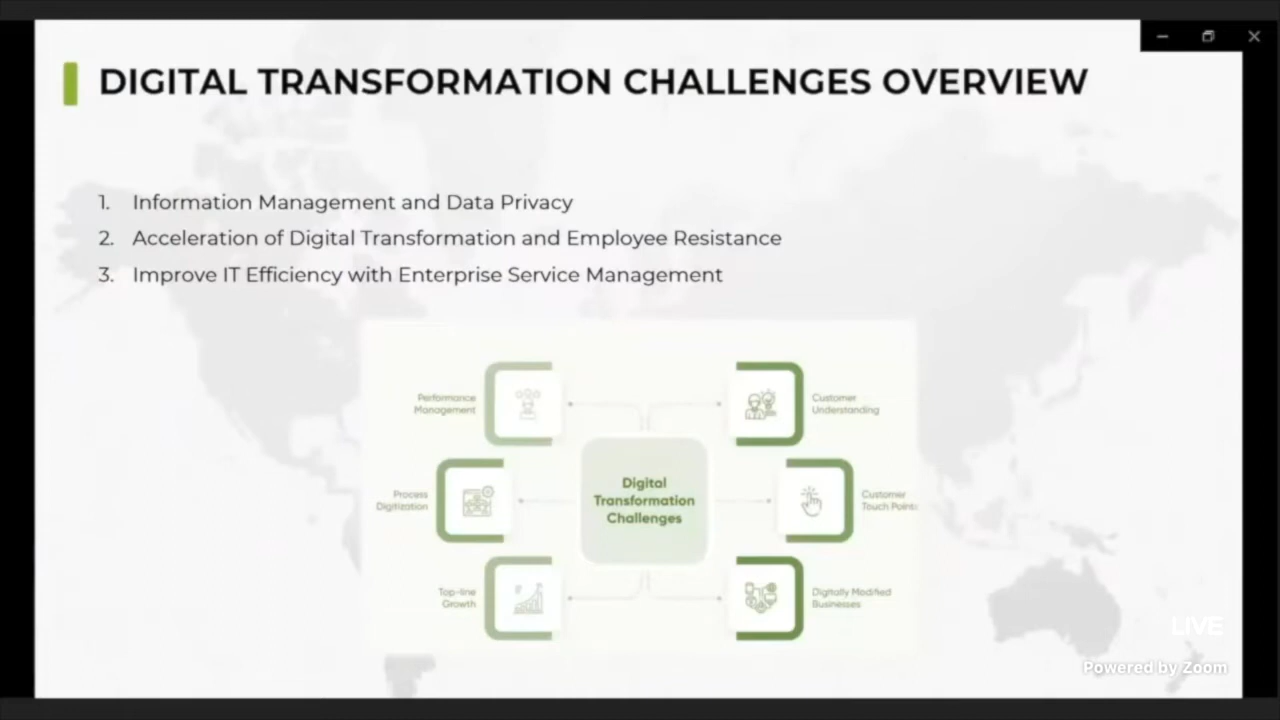 DIGITAL TRANSFORMATION CHALLENGES OVERVIEW
1. Information Management and Data Privacy
2. Acceleration of Digital Transformation and Employee Resistance
3. Improve IT Efficiency with Enterprise Service Management
Performance
Management
Customer
Understanding
Process
Digitization
Digital
Transformation
Challenges
Customer
Touch Points
Top-line
Growth
Digitally Modified
Businesses
LIVE
Powered by Zoom